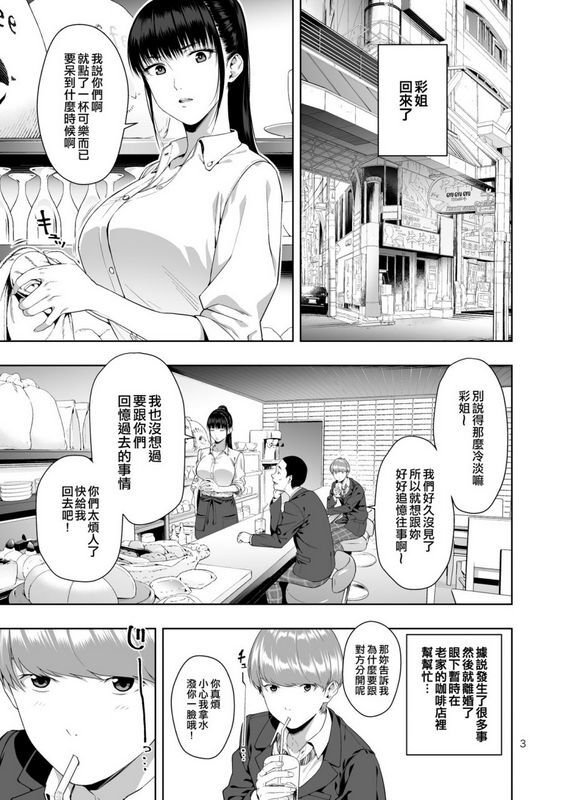 彩姐
回來了
我說你們啊
就點了一杯可樂而已
要呆到什麼時候啊
キュッ
別說得那麼冷淡嘛
彩姐~
我們好久沒見了
所以就想跟妳
好好追憶往事啊~
我也沒想過
要跟你們
回憶過去的事情
你們太煩人了
快給我
回去吧!
據說發生了很多事
然後就離婚了
眼下暫時在
老家的咖啡店裡
幫幫忙…
那妳告訴我
為什麼要跟
對方分開呢
你真煩
小心我拿水
潑你一臉哦!
3